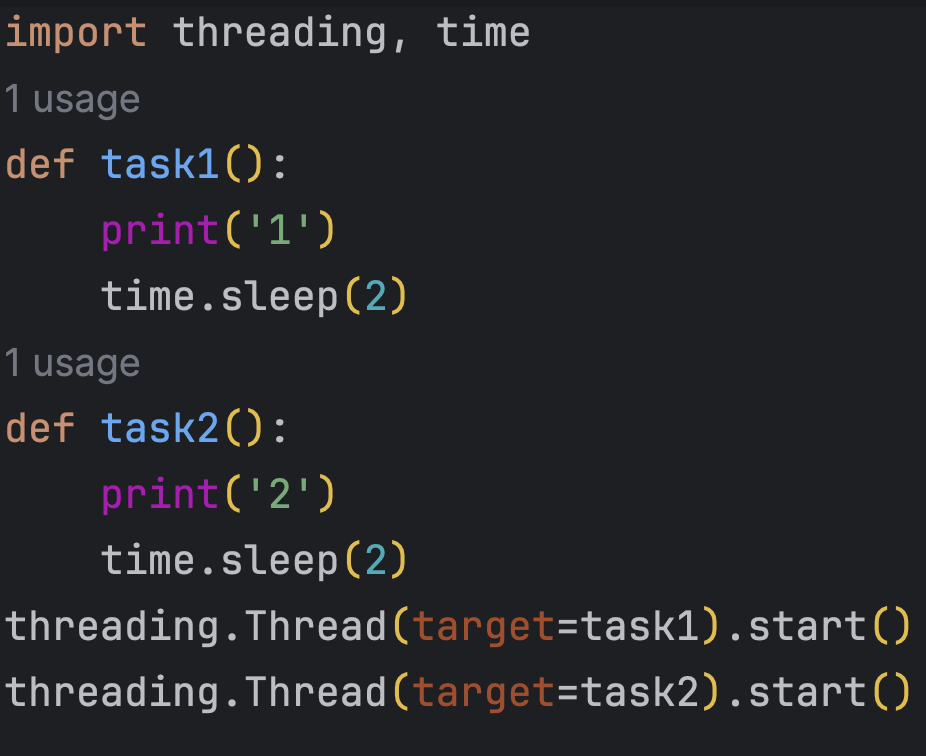 import threading, time
1 usage
def task1():
    print('1')
    time.sleep(2)
1 usage
def task2():
    print('2')
    time.sleep(2)
threading.Thread(target=task1).start()
threading.Thread(target=task2).start()